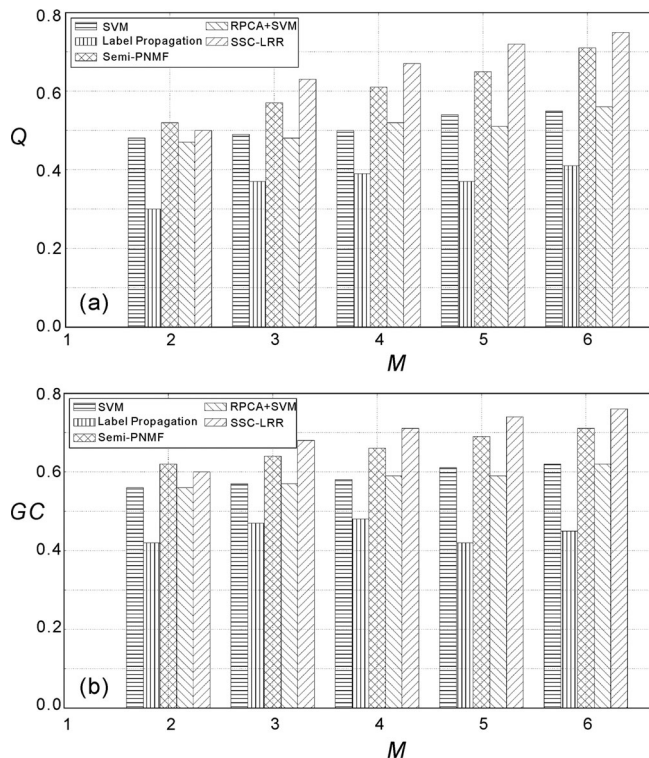 0.8
SVM RPCA+SVM
Label Propagation SSC-LRR
Semi-PNMF
0.6
Q
0.4
0.2
(a)
0.0
1 2 3 4 5 6
M
0.8
SVM RPCA+SVM
Label Propagation SSC-LRR
Semi-PNMF
0.6
GC
0.4
0.2
(b)
0.0
1 2 3 4 5 6
M